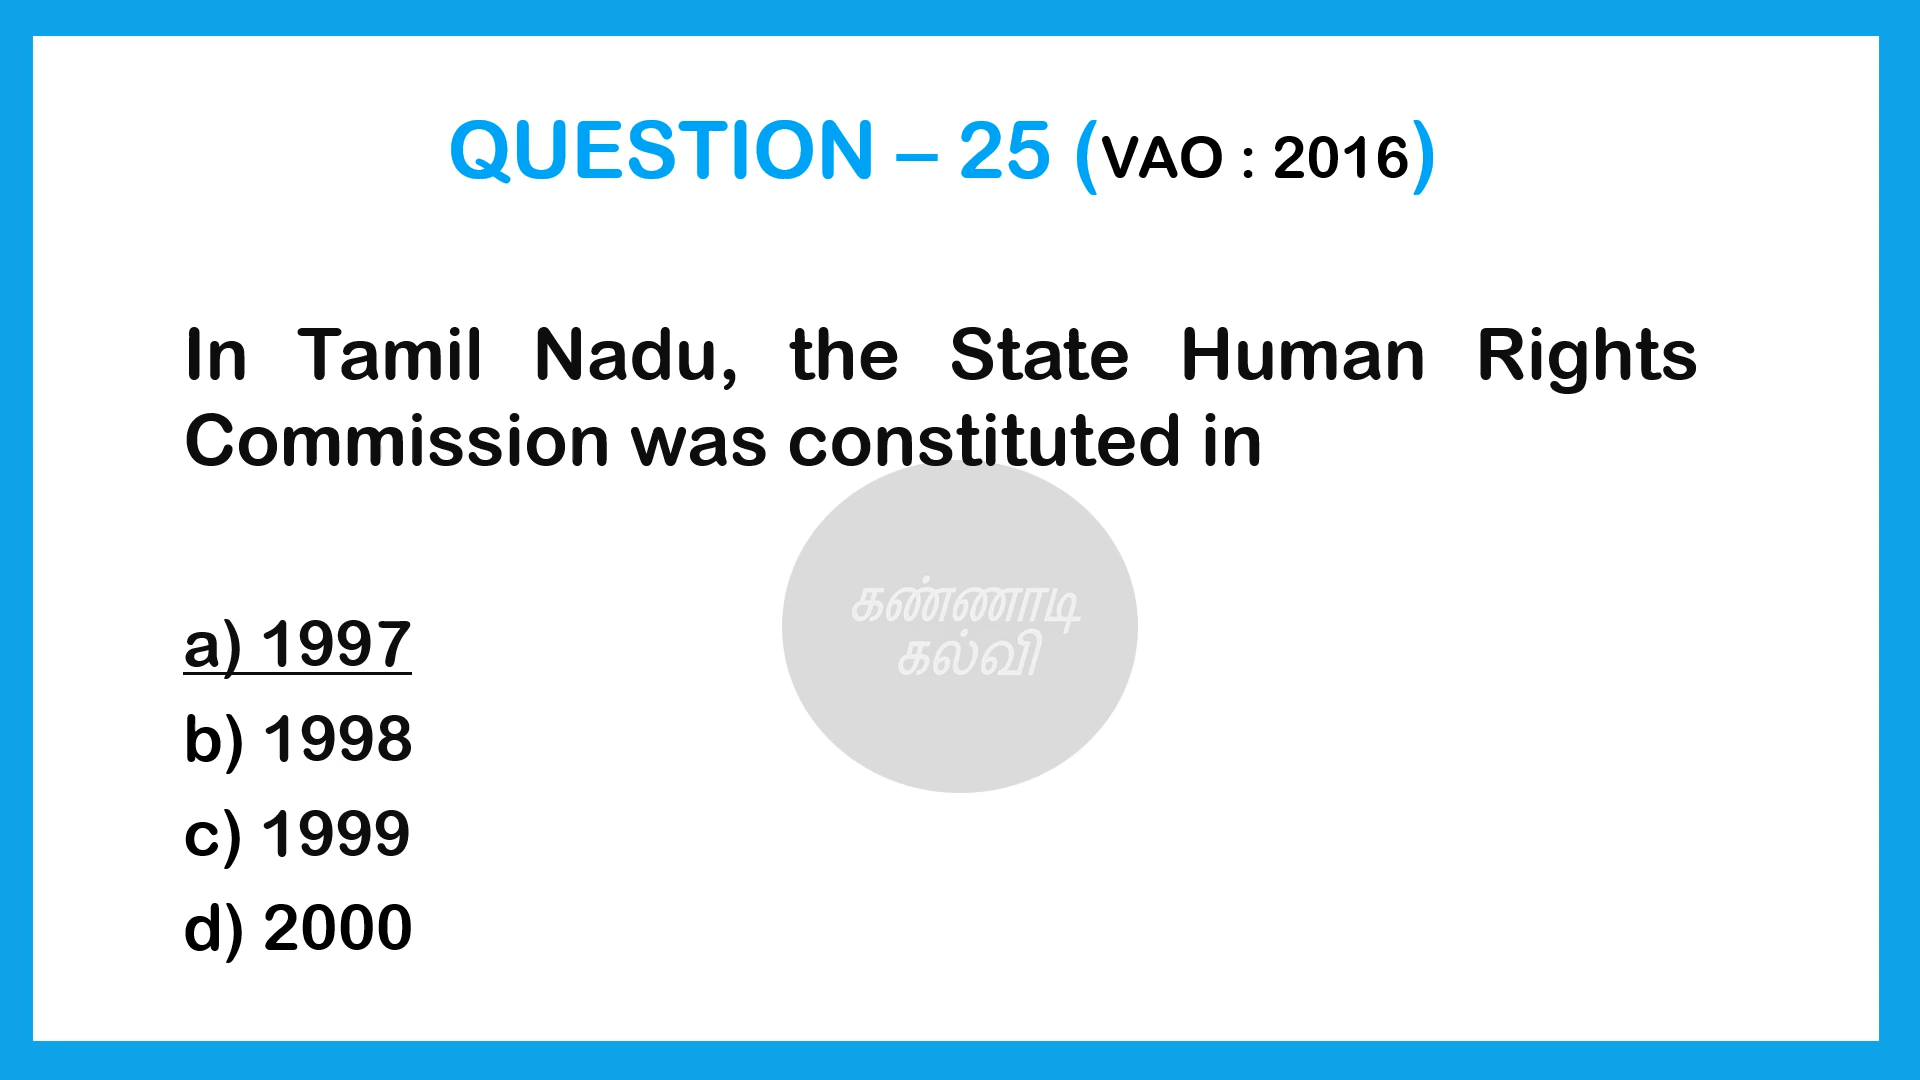 QUESTION – 25 (VAO : 2016)
In Tamil Nadu, the State Human Rights
Commission was constituted in
கண்ணாடி
கல்வி
a) 1997
b) 1998
c) 1999
d) 2000